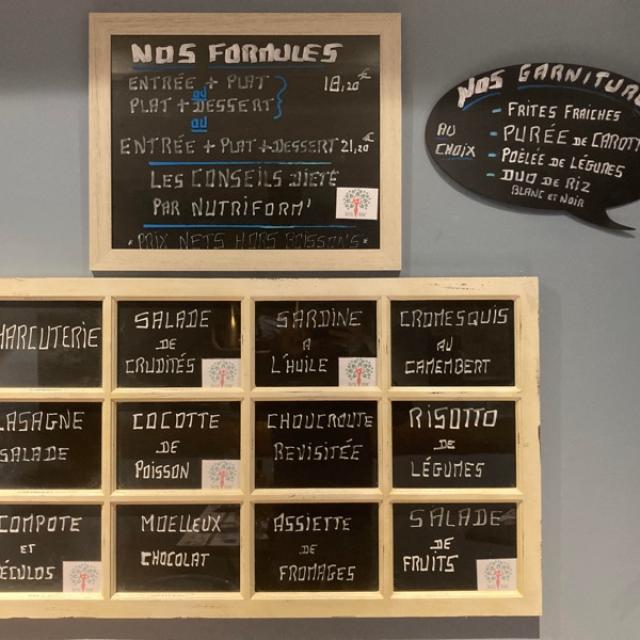 NOS FORMULES
ENTRÉE + PLAT 18,20€
ou
PLAT + DESSERT
ou
ENTRÉE + PLAT + DESSERT 21,20€
LES CONSEILS DIETE
PAR NUTRIFORM'
* PRIX NETS HORS BOISSONS *
NOS GARNITUR
AU CHOIX
- FRITES FRAICHES
- PURÉE DE CAROTT
- POÊLÉE DE LÉGUMES
- DUO DE RIZ
BLANC ET NOIR
HARCUTERIE
SALADE
DE
CRUDITÉS
SARDINE
A
L'HUILE
CROMESQUIS
AU
CAMEMBERT
LASAGNE
SALADE
COCOTTE
DE
POISSON
CHOUCROUTE
REVISITÉE
RISOTTO
DE
LÉGUMES
COMPOTE
ET
ÉCULOS
MOELLEUX
CHOCOLAT
ASSIETTE
DE
FROMAGES
SALADE
DE
FRUITS